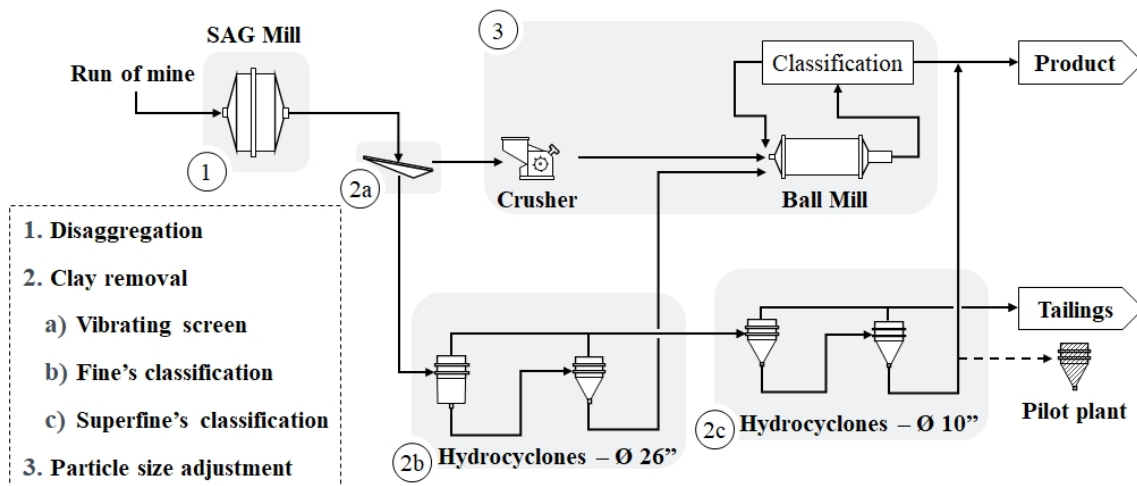 SAG Mill
Run of mine
1
2a
3
Crusher
Classification
Ball Mill
Product
1. Disaggregation
2. Clay removal
a) Vibrating screen
b) Fine's classification
c) Superfine's classification
3. Particle size adjustment
2b
Hydrocyclones – Ø 26”
2c
Hydrocyclones – Ø 10”
Tailings
Pilot plant